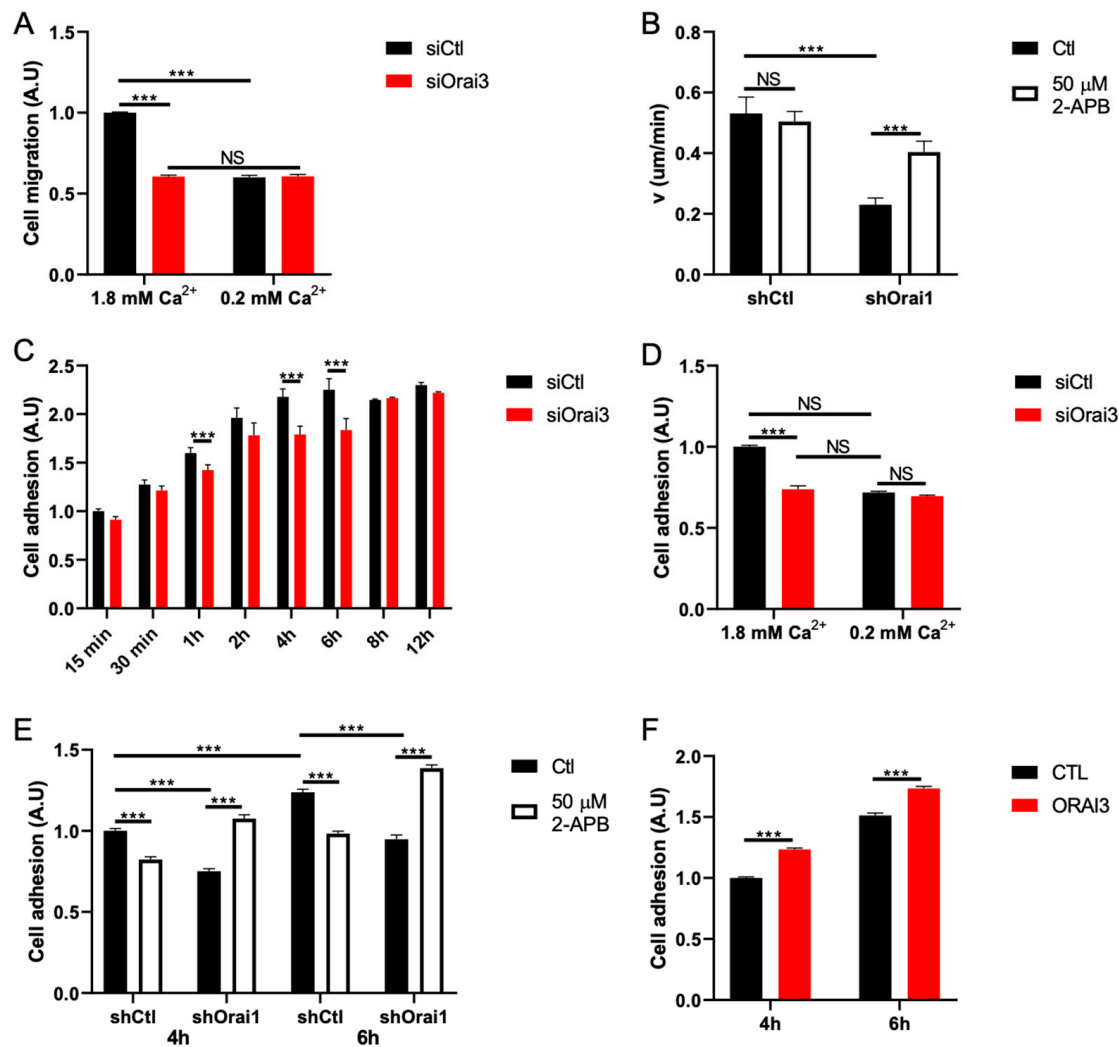 A
Cell migration (A.U)
1.5
1.0
0.5
0.0
***
***
NS
1.8 mM Ca²⁺
0.2 mM Ca²⁺
siCtl
siOrai3
B
v (um/min)
0.8
0.6
0.4
0.2
0.0
***
NS
***
shCtl
shOrai1
Ctl
50 μM
2-APB
C
Cell adhesion (A.U)
2.5
2.0
1.5
1.0
0.5
0.0
***
***
***
15 min
30 min
1h
2h
4h
6h
8h
12h
siCtl
siOrai3
D
Cell adhesion (A.U)
1.5
1.0
0.5
0.0
NS
***
NS
NS
1.8 mM Ca²⁺
0.2 mM Ca²⁺
siCtl
siOrai3
E
Cell adhesion (A.U)
1.5
1.0
0.5
0.0
***
***
***
***
***
***
***
shCtl
shOrai1
shCtl
shOrai1
4h
6h
Ctl
50 μM
2-APB
F
Cell adhesion (A.U
2.0
1.5
1.0
0.5
0.0
***
***
4h
6h
CTL
ORAI3